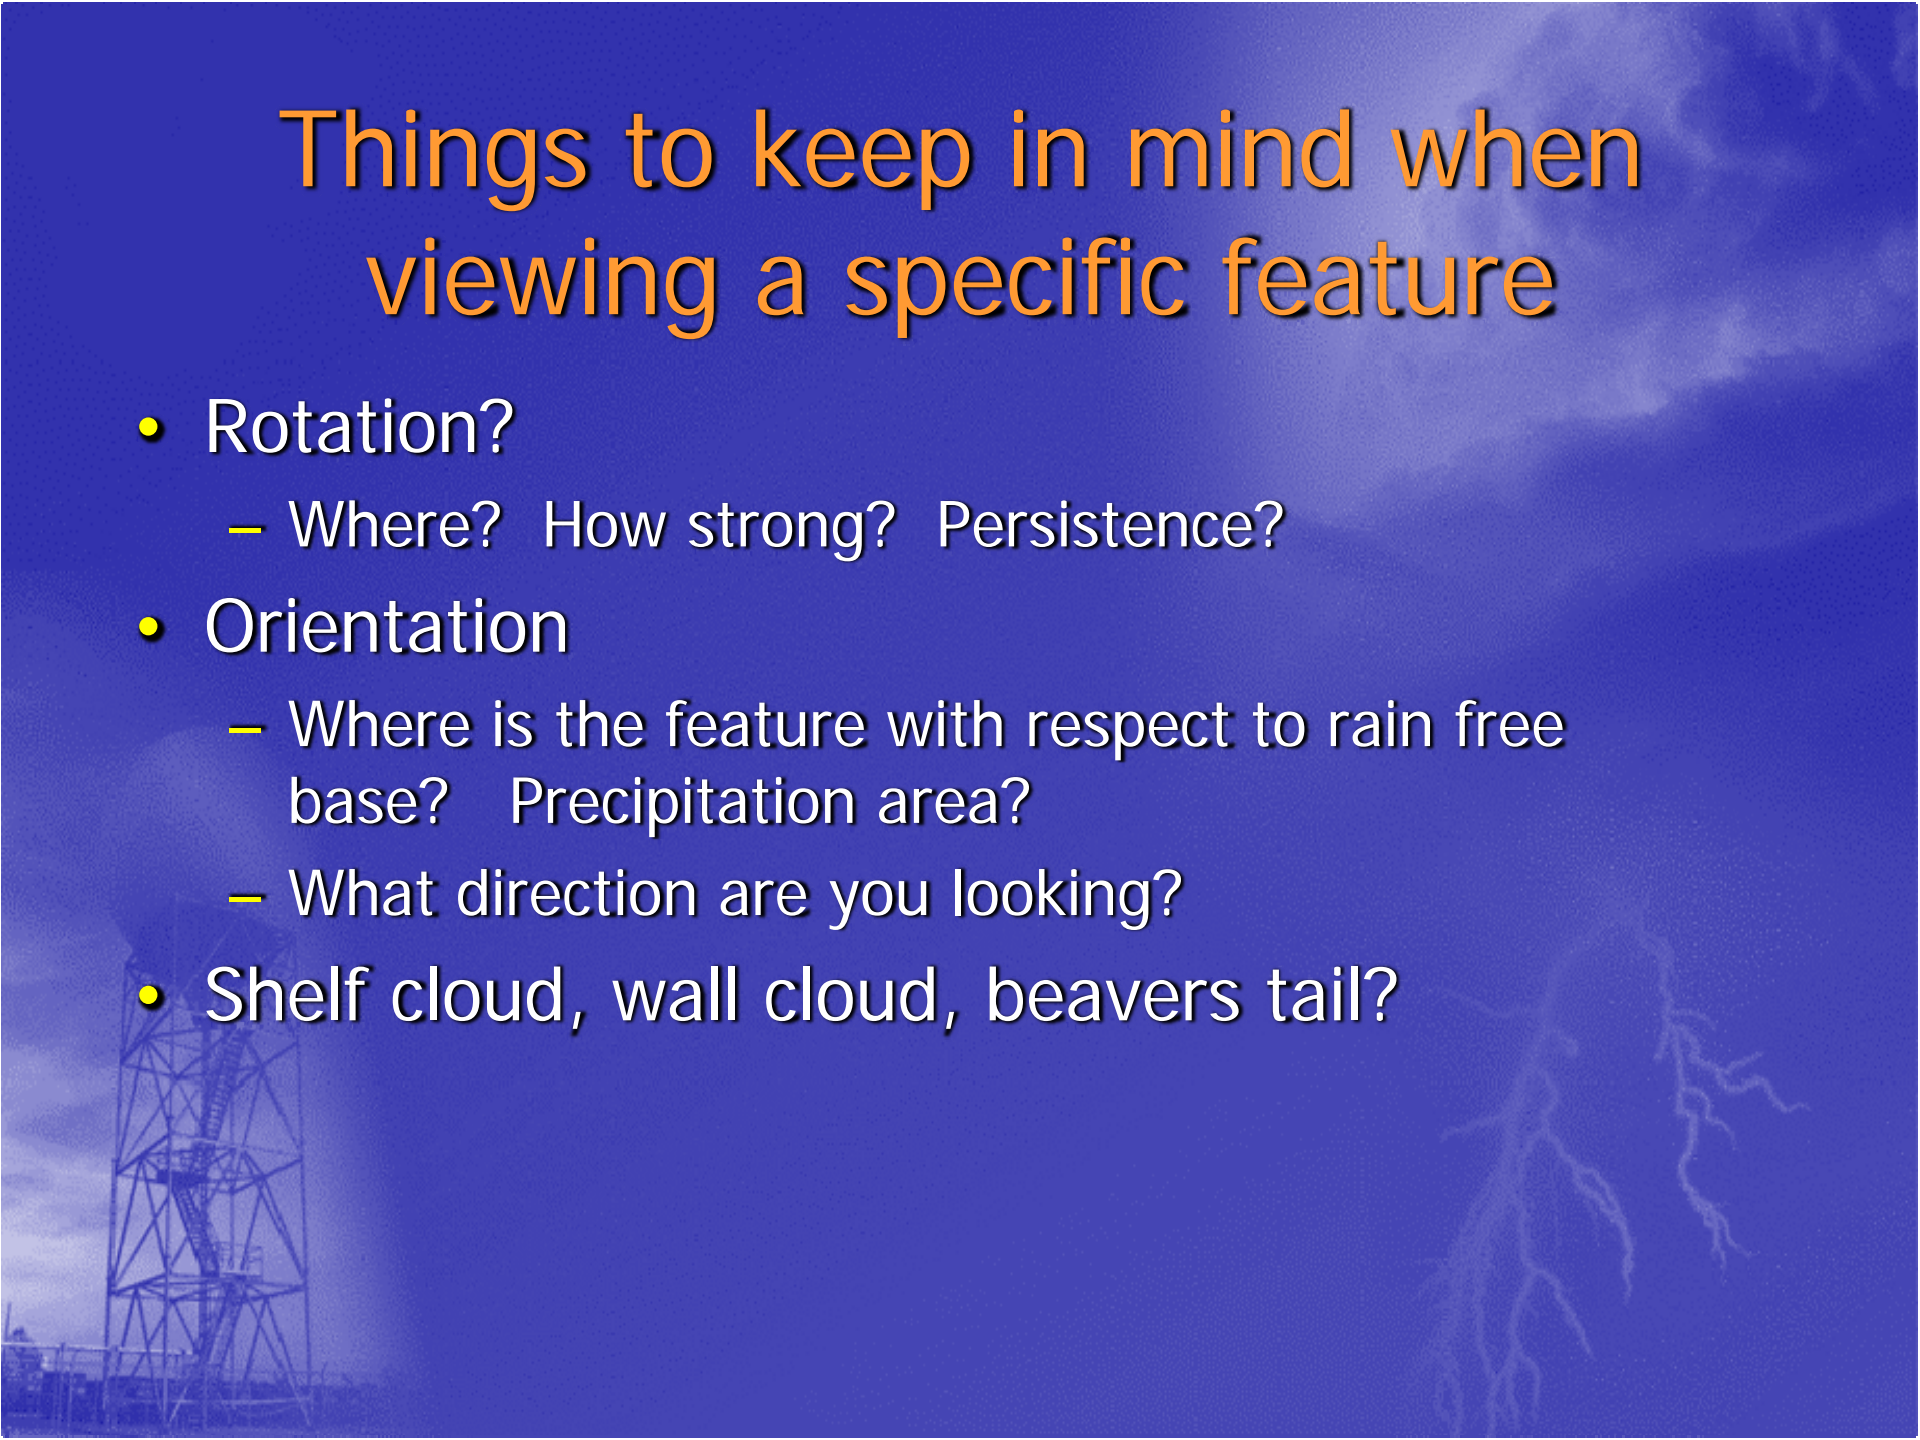 Things to keep in mind when
viewing a specific feature
• Rotation?
– Where?  How strong?  Persistence?
• Orientation
– Where is the feature with respect to rain free
base?   Precipitation area?
– What direction are you looking?
• Shelf cloud, wall cloud, beavers tail?